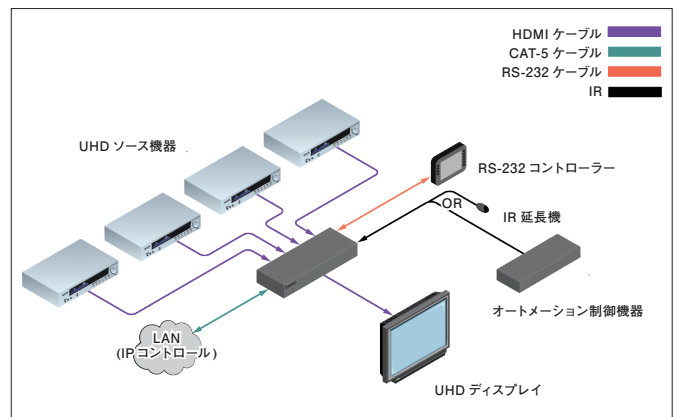 HDMI ケーブル
CAT-5 ケーブル
RS-232 ケーブル
IR
UHD ソース機器
RS-232 コントローラー
OR
IR 延長機
オートメーション制御機器
LAN
(IP コントロール)
UHD ディスプレイ